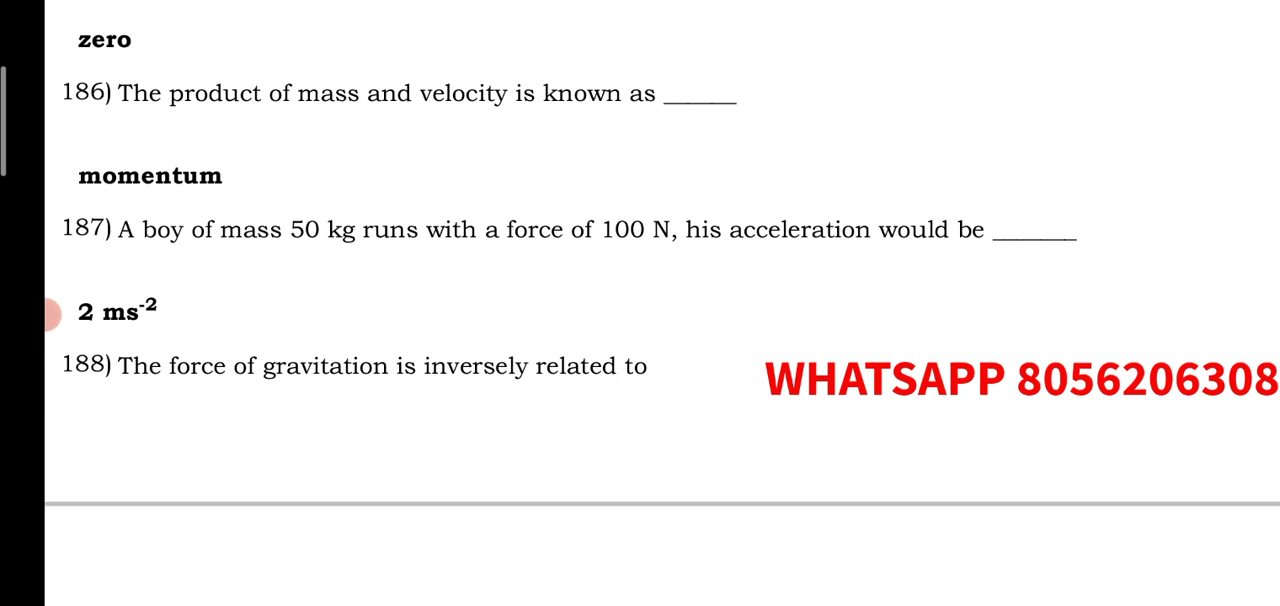 zero
186) The product of mass and velocity is known as ______
momentum
187) A boy of mass 50 kg runs with a force of 100 N, his acceleration would be _______
2 ms⁻²
188) The force of gravitation is inversely related to
WHATSAPP 8056206308